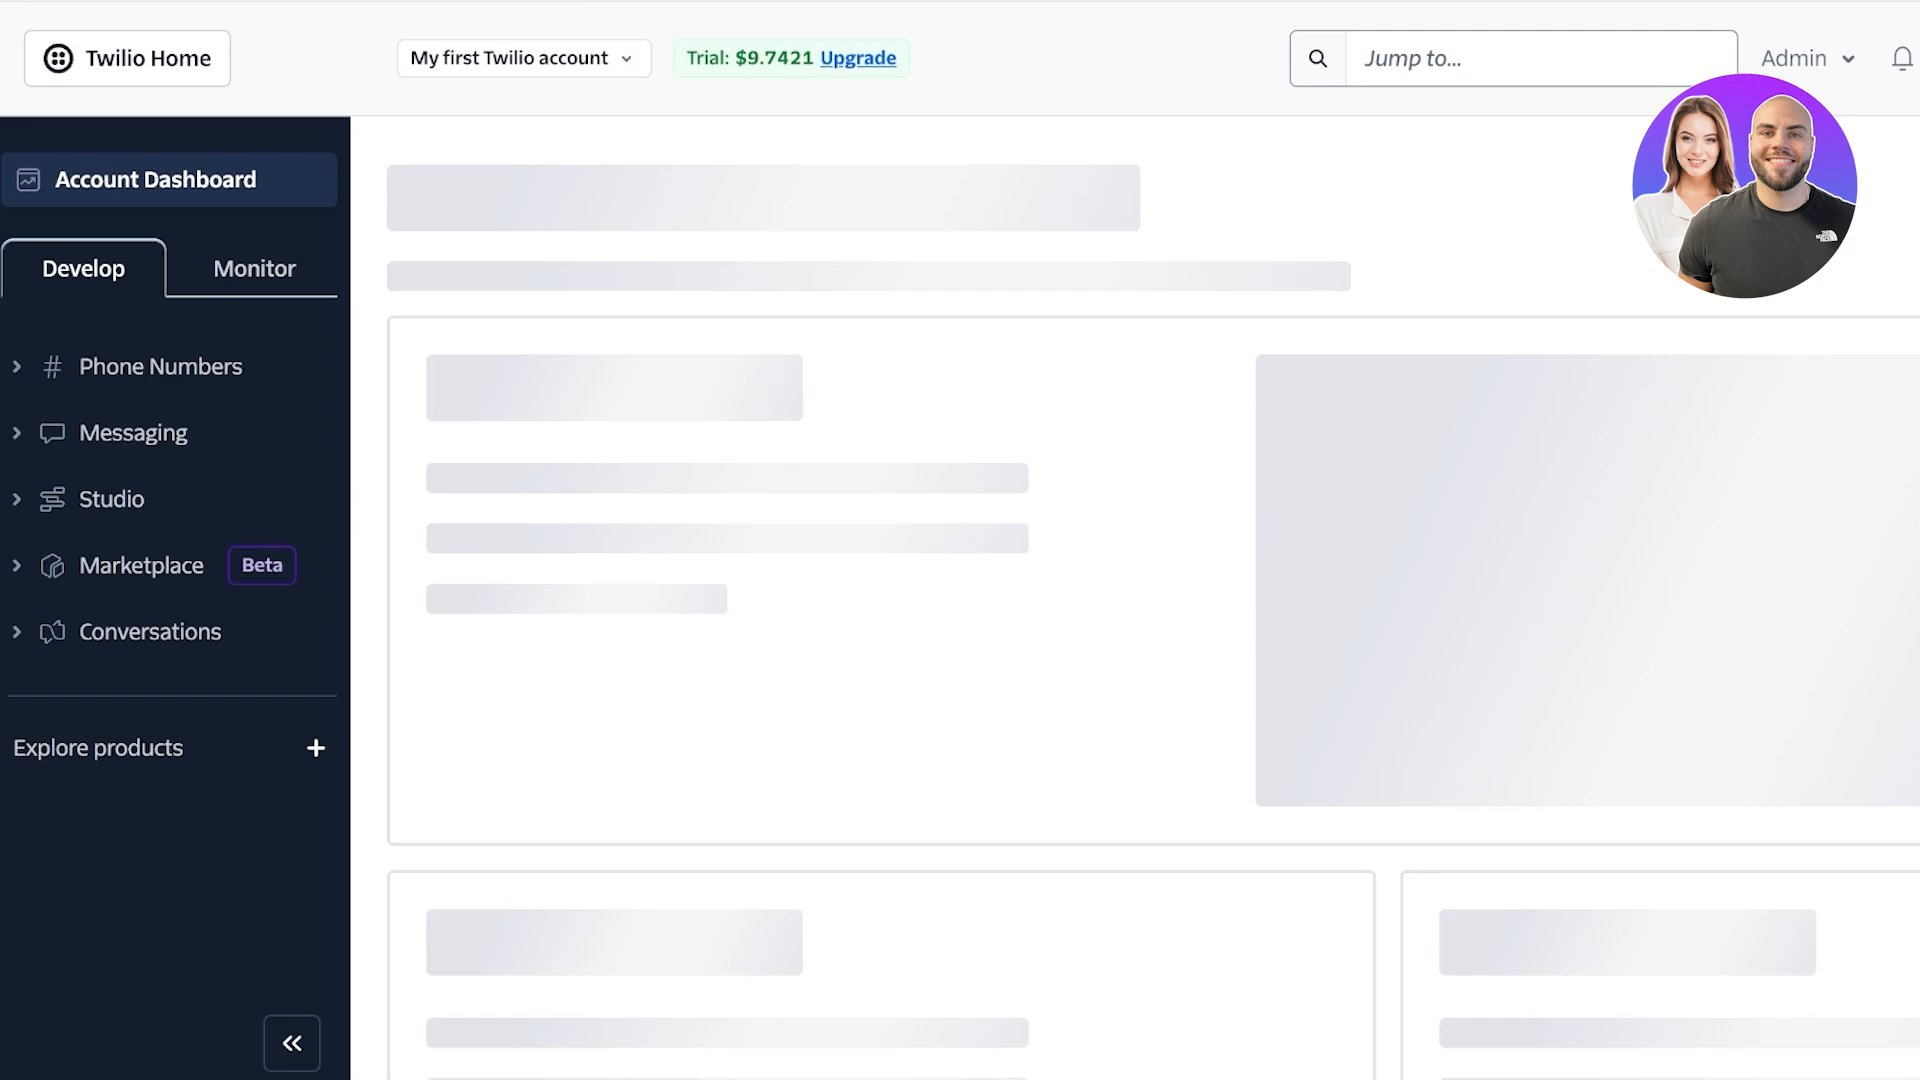 Twilio Home
My first Twilio account
Trial: $9.7421 Upgrade
Jump to...
Admin
Account Dashboard
Develop
Monitor
Phone Numbers
Messaging
Studio
Marketplace Beta
Conversations
Explore products